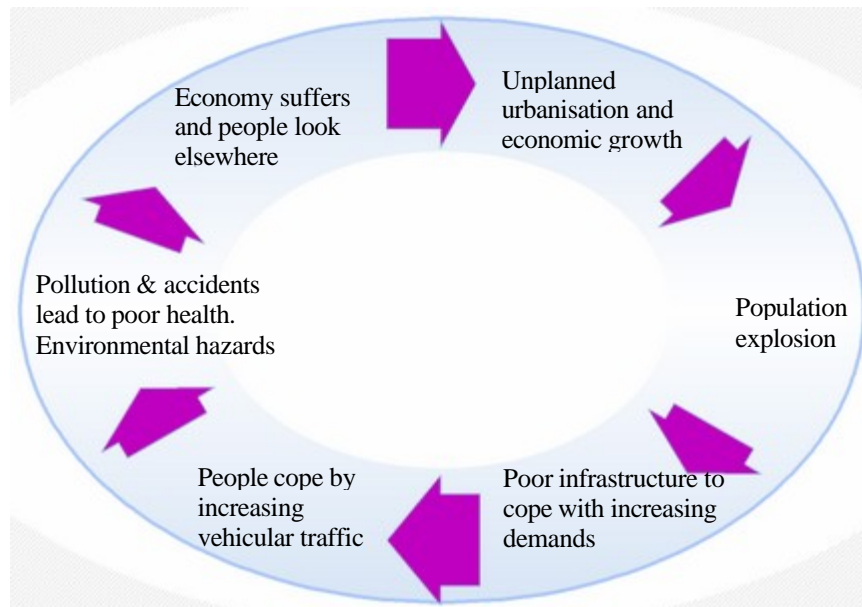 Economy suffers
and people look
elsewhere
Unplanned
urbanisation and
economic growth
Population
explosion
Poor infrastructure to
cope with increasing
demands
People cope by
increasing
vehicular traffic
Pollution & accidents
lead to poor health.
Environmental hazards